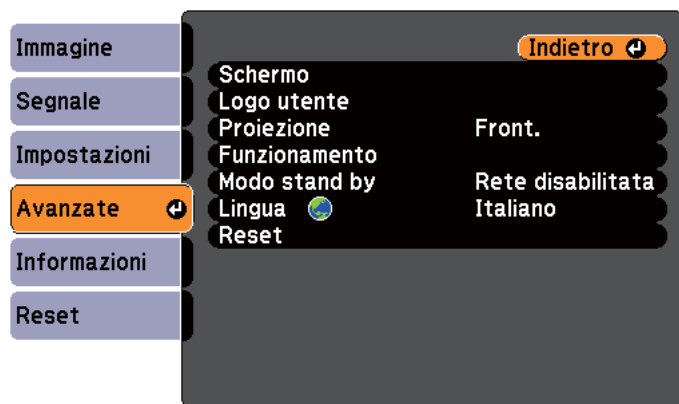 Immagine
Segnale
Impostazioni
Avanzate
Informazioni
Reset
Indietro
Schermo
Logo utente
Proiezione Front.
Funzionamento
Modo stand by Rete disabilitata
Lingua Italiano
Reset